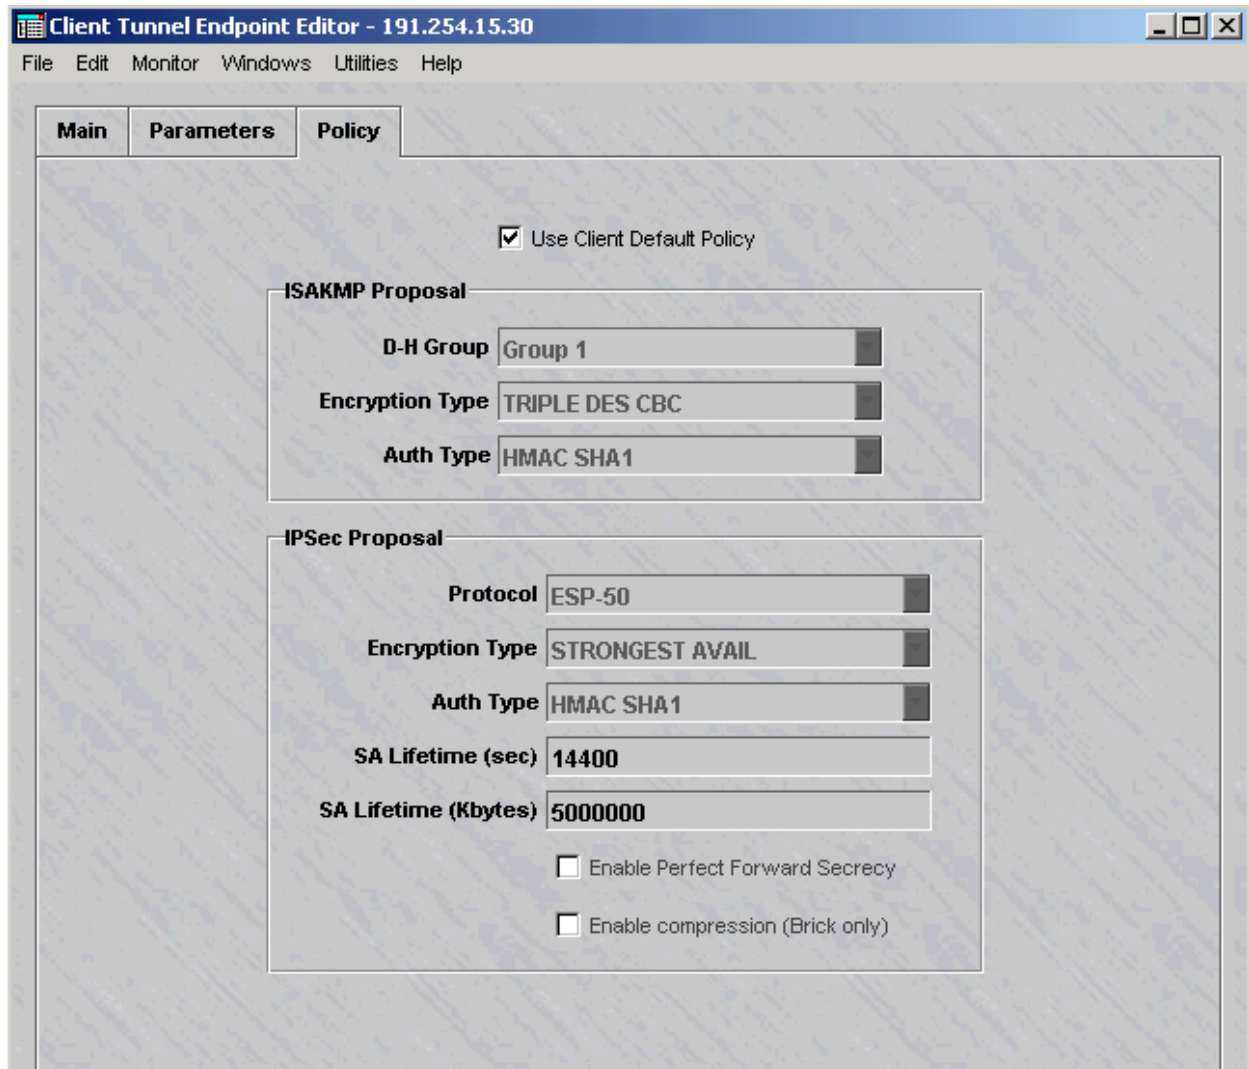 Client Tunnel Endpoint Editor - 191.254.15.30
File Edit Monitor Windows Utilities Help
Main Parameters Policy
Use Client Default Policy
ISAKMP Proposal
D-H Group Group 1
Encryption Type TRIPLE DES CBC
Auth Type HMAC SHA1
IPSec Proposal
Protocol ESP-50
Encryption Type STRONGEST AVAIL
Auth Type HMAC SHA1
SA Lifetime (sec) 14400
SA Lifetime (Kbytes) 5000000
Enable Perfect Forward Secrecy
Enable compression (Brick only)